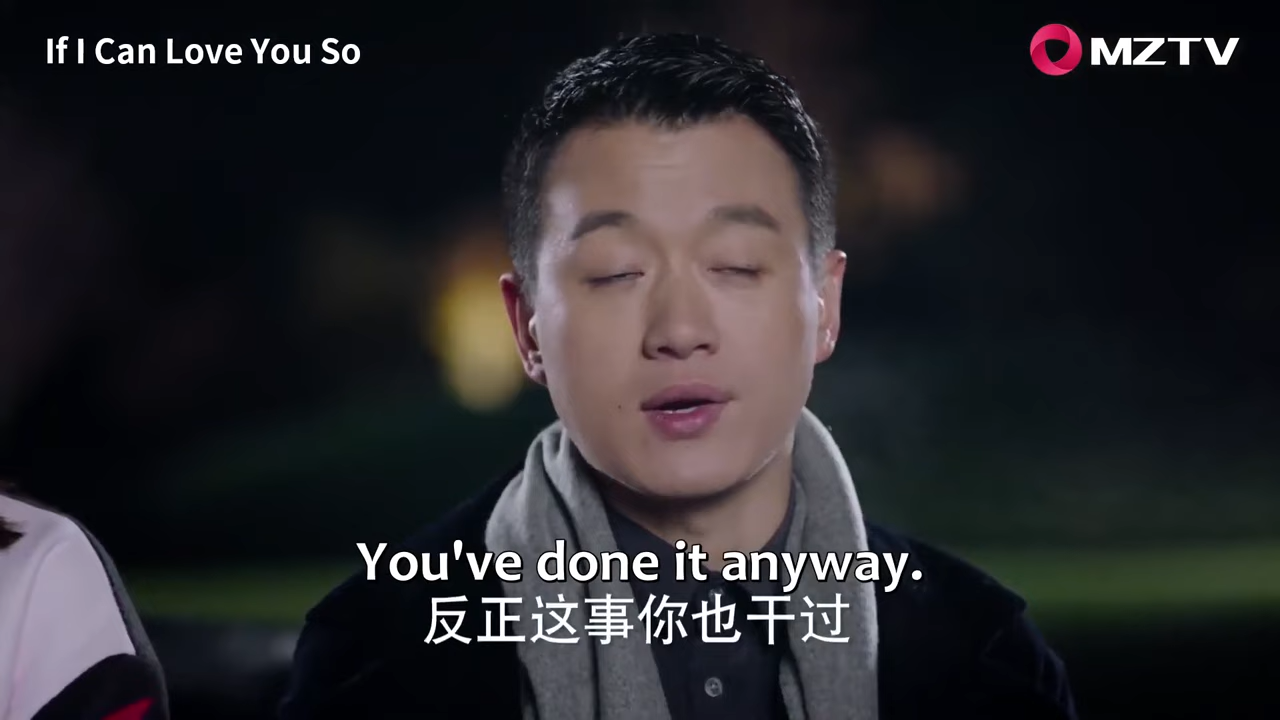 If I Can Love You So
MZTV
You've done it anyway.
反正这事你也干过